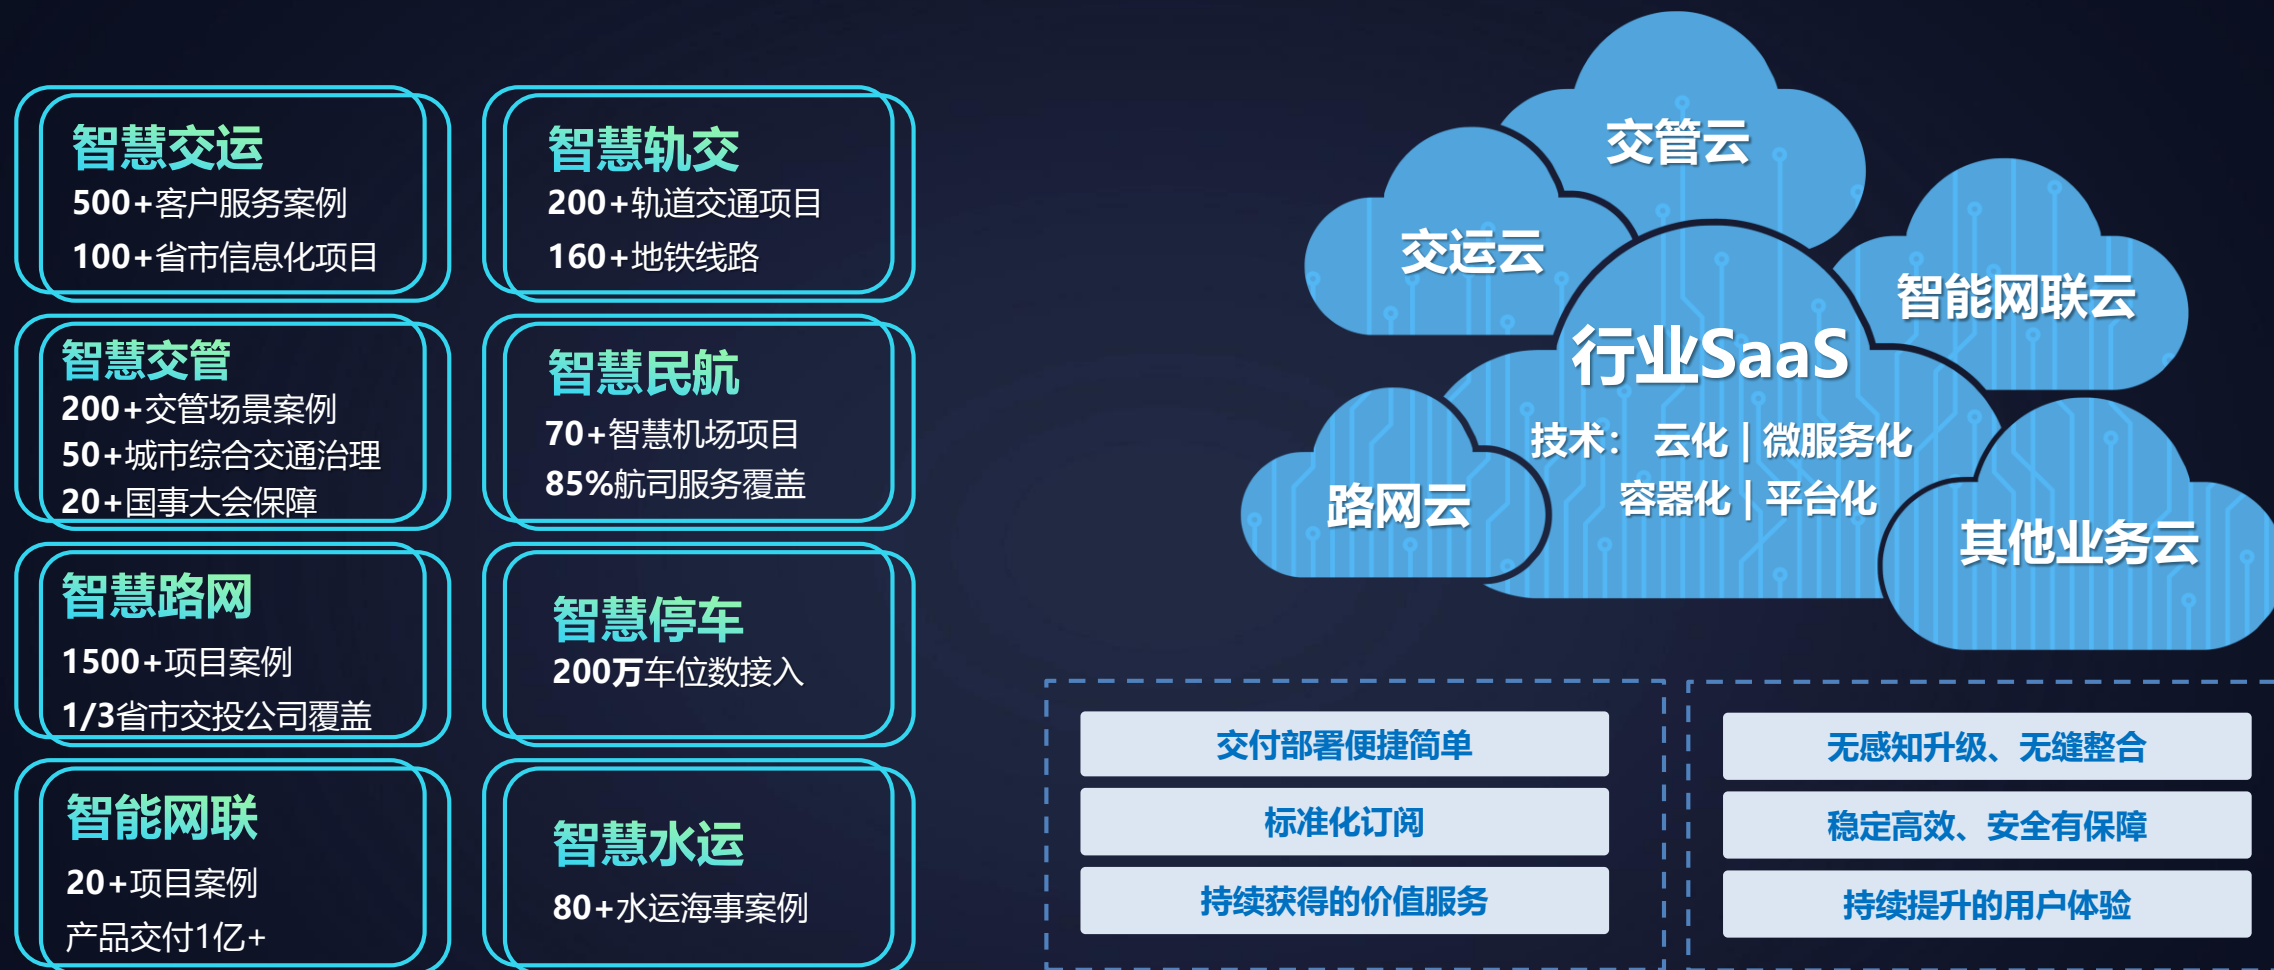 智慧交运
500+客户服务案例
100+省市信息化项目
智慧轨交
200+轨道交通项目
160+地铁线路
智慧交管
200+交管场景案例
50+城市综合交通治理
20+国事大会保障
智慧民航
70+智慧机场项目
85%航司服务覆盖
智慧路网
1500+项目案例
1/3省市交投公司覆盖
智慧停车
200万车位数接入
智能网联
20+项目案例
产品交付1亿+
智慧水运
80+水运海事案例
交管云
交运云
智能网联云
行业SaaS
技术： 云化 | 微服务化
容器化 | 平台化
路网云
其他业务云
交付部署便捷简单
标准化订阅
持续获得的价值服务
无感知升级、无缝整合
稳定高效、安全有保障
持续提升的用户体验